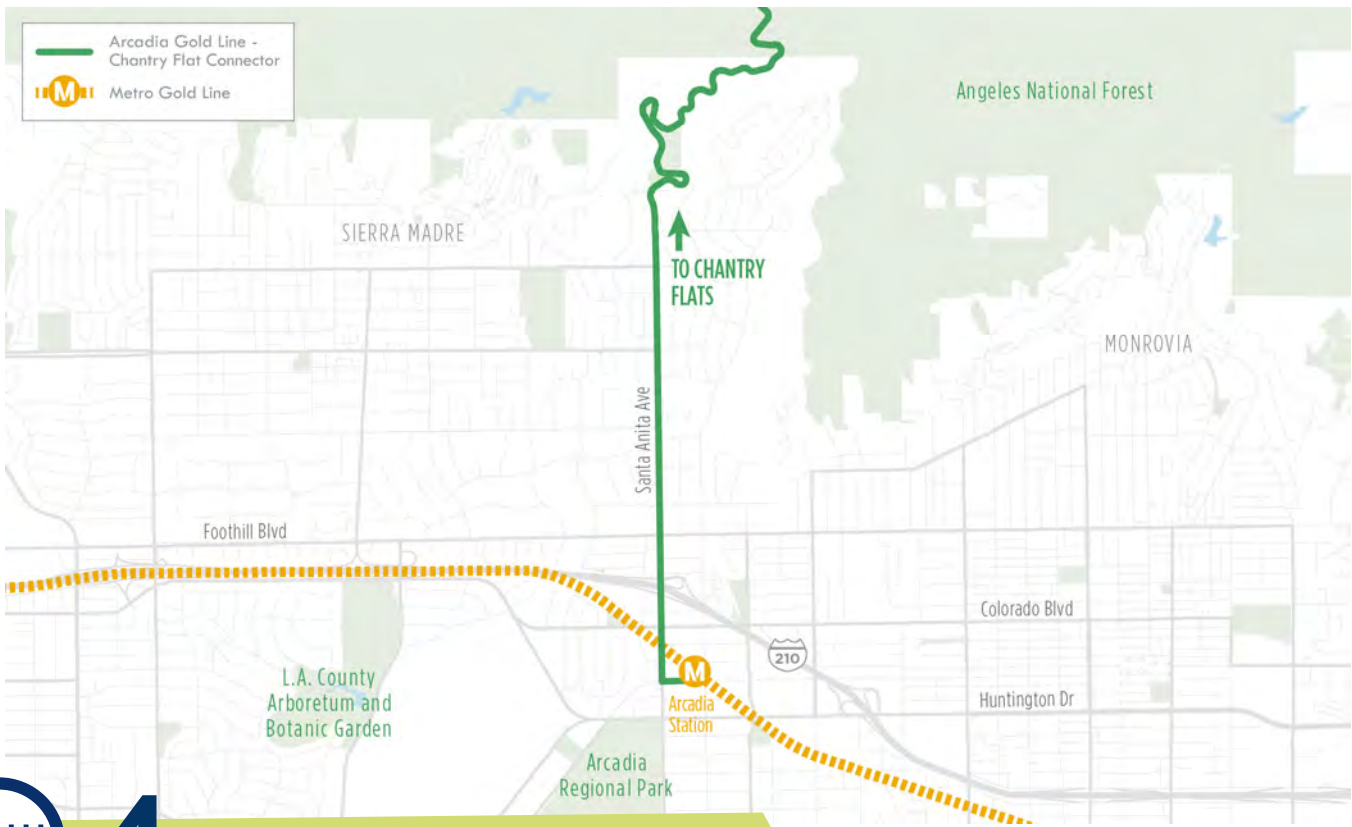 Arcadia Gold Line -
Chantry Flat Connector
M
Metro Gold Line
Angeles National Forest
SIERRA MADRE
TO CHANTRY
FLATS
MONROVIA
Santa Anita Ave
Foothill Blvd
Colorado Blvd
210
L.A. County
Arboretum and
Botanic Garden
M
Arcadia
Station
Huntington Dr
Arcadia
Regional Park